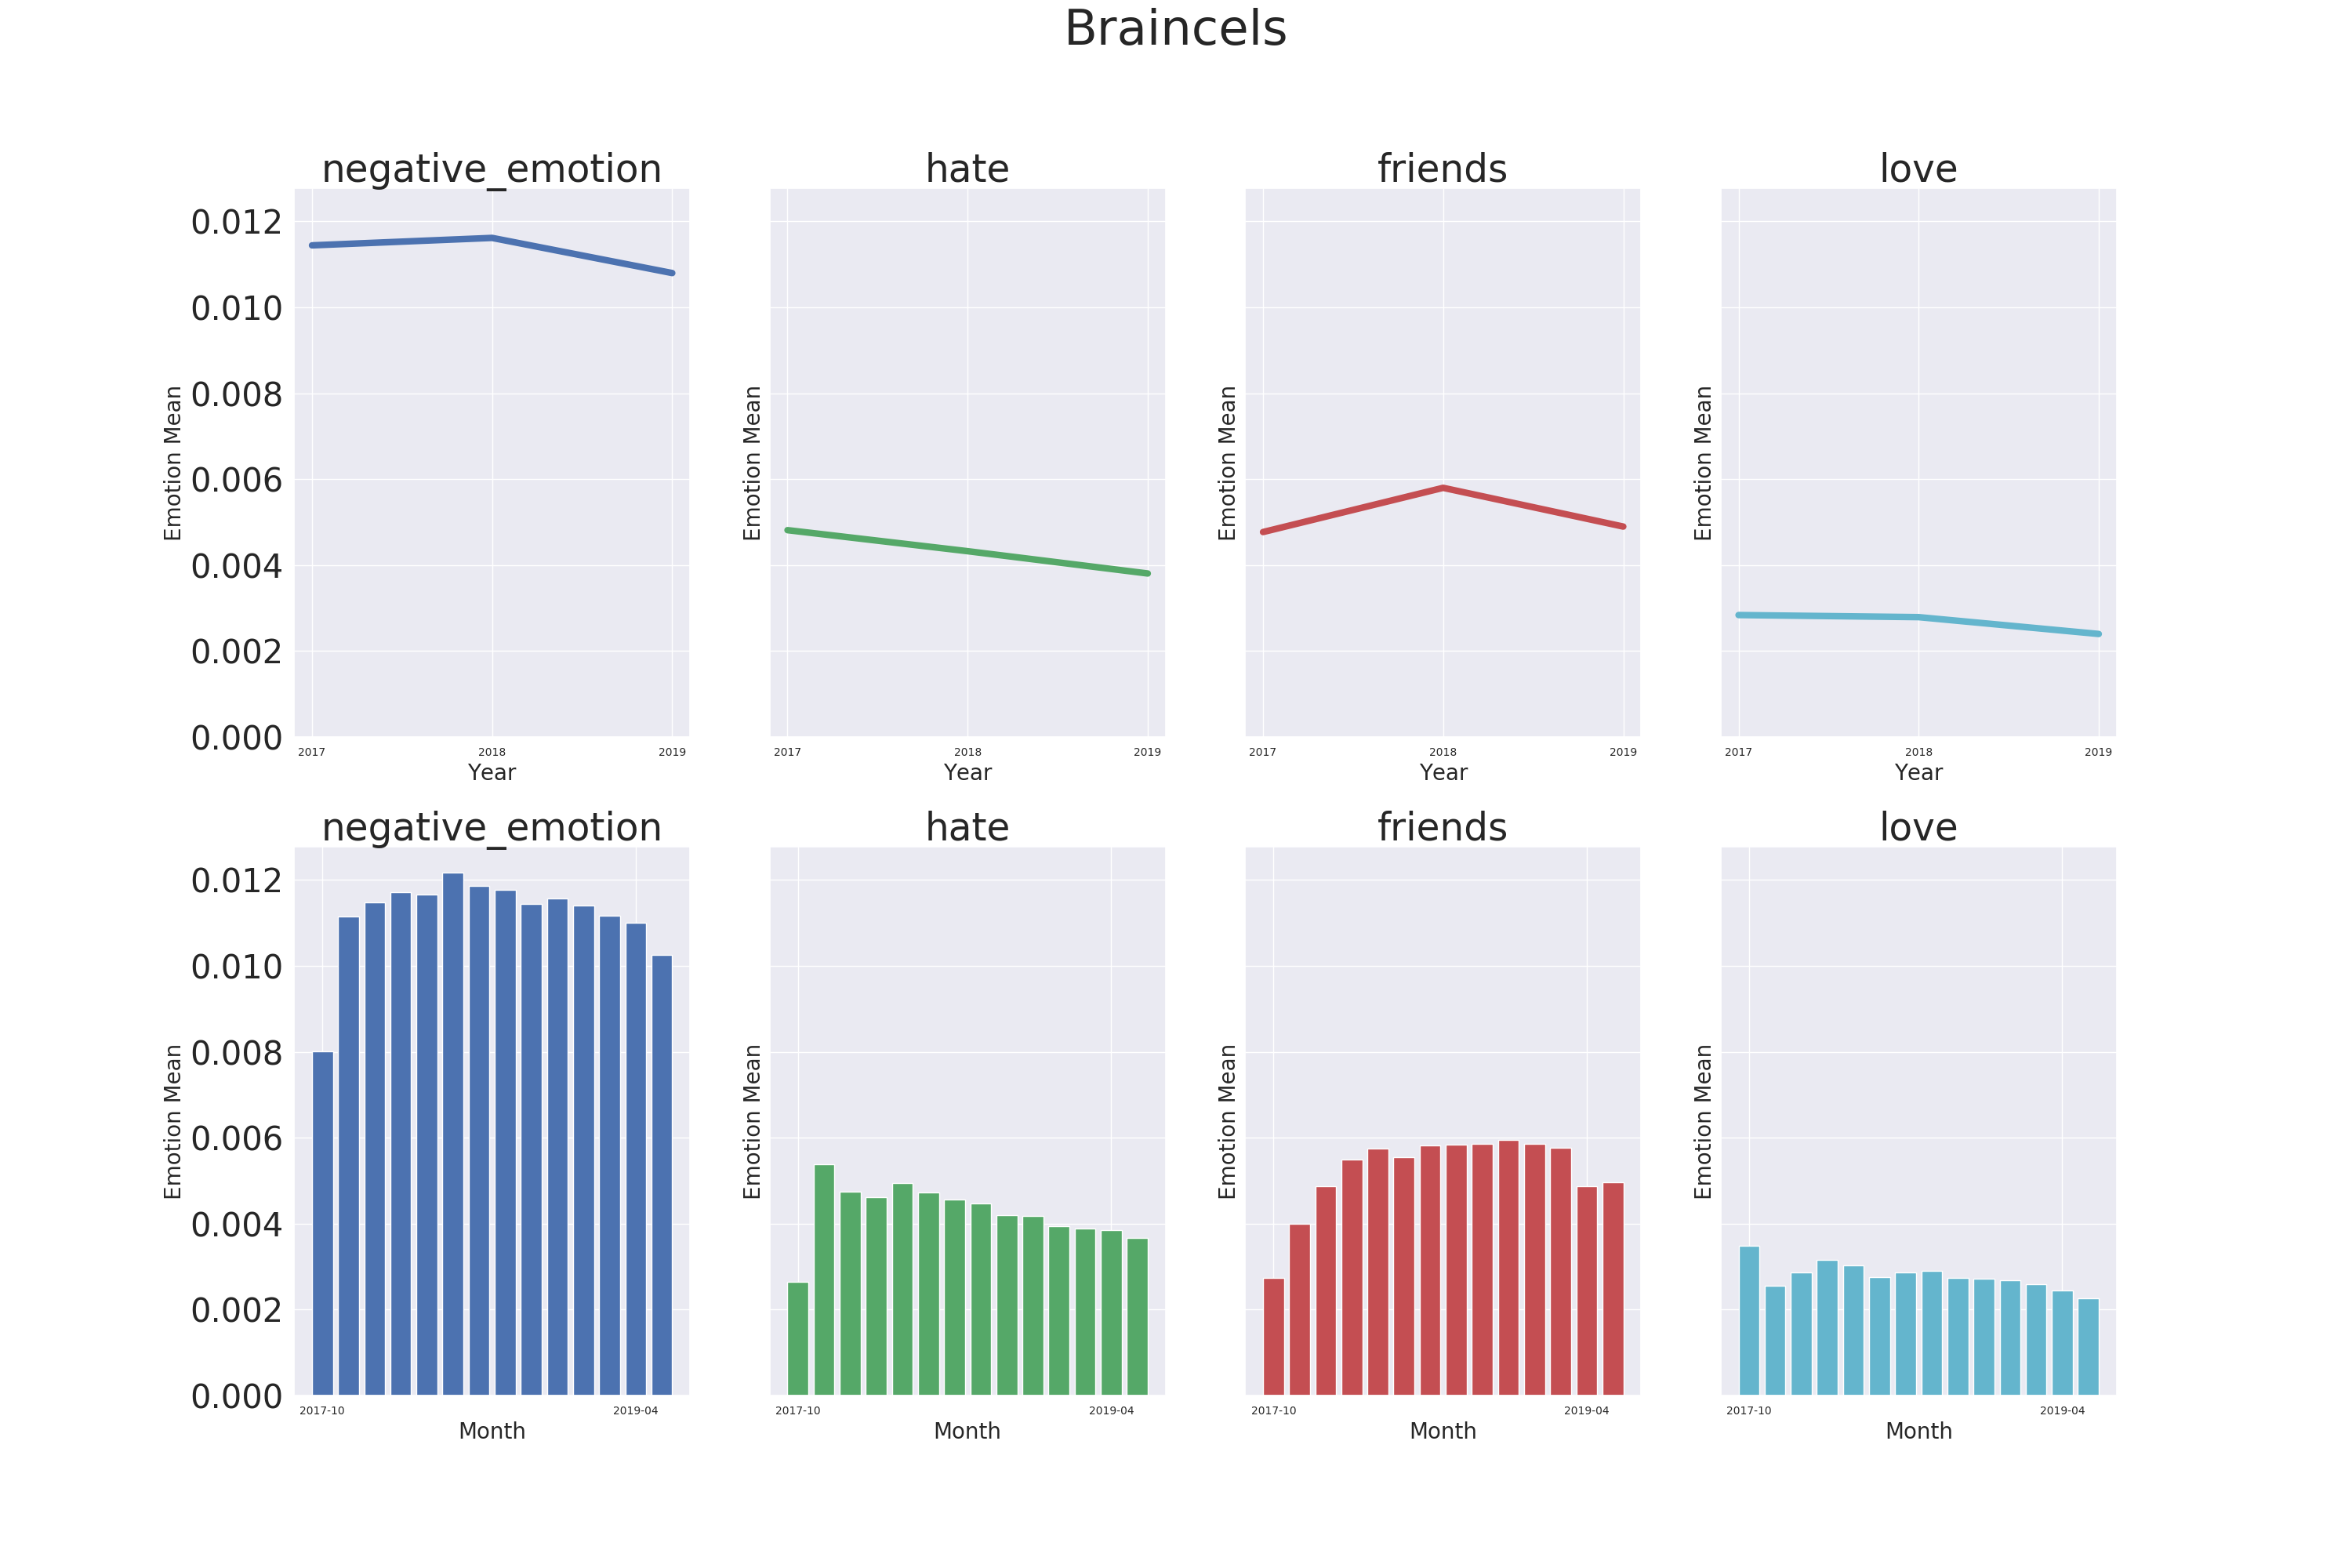 Braincels
negative_emotion
hate
friends
love
0.012
0.010
0.008
0.006
0.004
0.002
0.000
Emotion Mean
Emotion Mean
Emotion Mean
Emotion Mean
2017
2018
2019
2017
2018
2019
2017
2018
2019
2017
2018
2019
Year
Year
Year
Year
negative_emotion
hate
friends
love
0.012
0.010
0.008
0.006
0.004
0.002
0.000
Emotion Mean
Emotion Mean
Emotion Mean
Emotion Mean
2017-10
2019-04
2017-10
2019-04
2017-10
2019-04
2017-10
2019-04
Month
Month
Month
Month